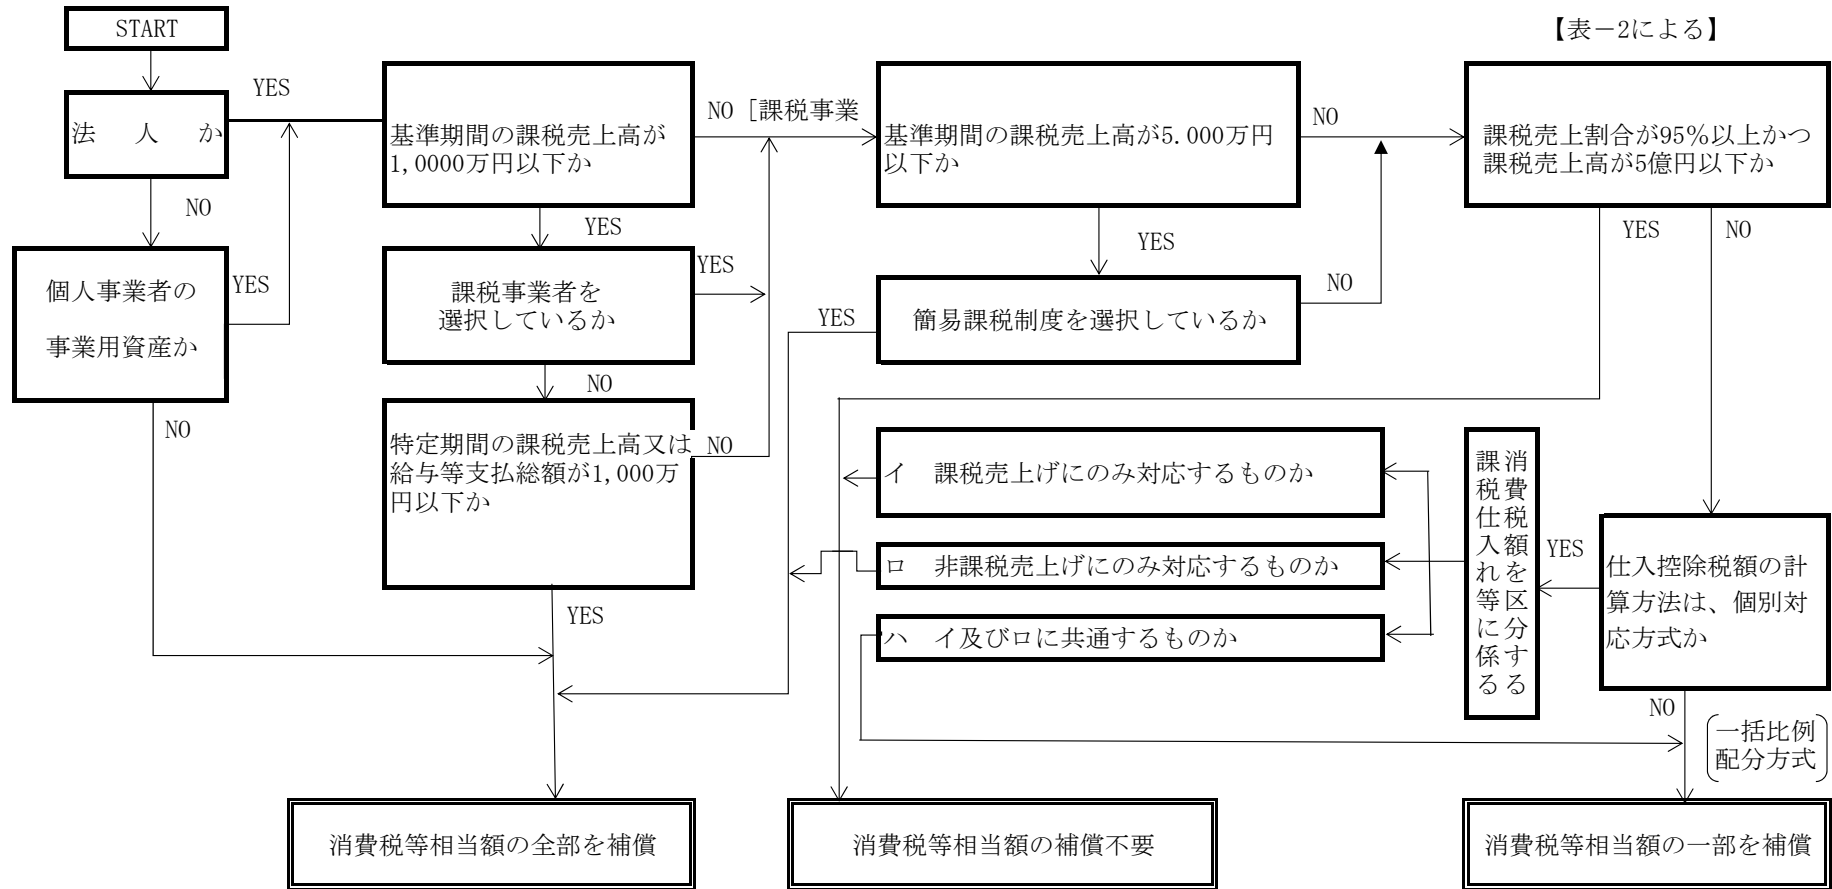 START
【表－2による】
法　人　か
YES
基準期間の課税売上高が
1,0000万円以下か
NO [課税事業
基準期間の課税売上高が5.000万円
以下か
NO
課税売上割合が95%以上かつ
課税売上高が5億円以下か
NO
YES
YES
YES
NO
個人事業者の
事業用資産か
YES
課税事業者を
選択しているか
YES
簡易課税制度を選択しているか
NO
YES
NO
NO
特定期間の課税売上高又は
給与等支払総額が1,000万
円以下か
NO
イ　課税売上げにのみ対応するものか
ロ　非課税売上げにのみ対応するものか
ハ　イ及びロに共通するものか
消費税額を区分する
課税仕入れ等に係る
YES
仕入控除税額の計
算方法は、個別対
応方式か
YES
NO
一括比例
配分方式
消費税等相当額の全部を補償
消費税等相当額の補償不要
消費税等相当額の一部を補償